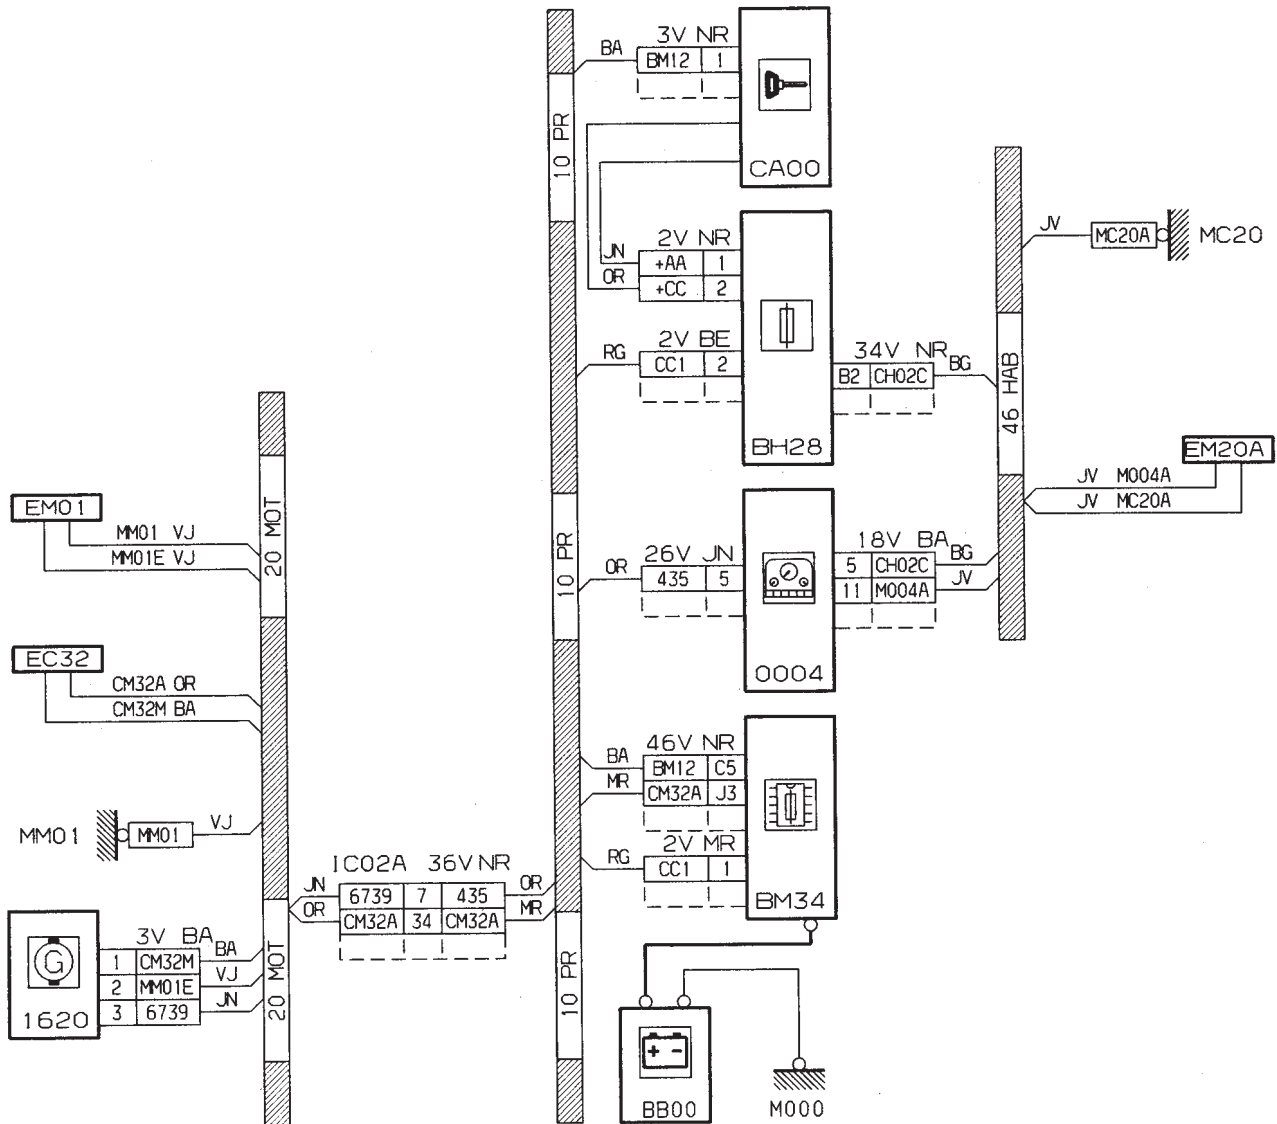 3V NR
BA
BM12 1
10 PR
CA00
JV
MC20A
MC20
2V NR
JN
+AA 1
OR
+CC 2
2V BE
RG
CC1 2
34V NR
BG
B2 CH02C
46 HAB
BH28
EM20A
JV M004A
JV MC20A
EM01
MM01 VJ
MM01E VJ
20 MOT
26V JN
OR
435 5
10 PR
18V BA
BG
5 CH02C
JV
11 M004A
0004
EC32
CM32A OR
CM32M BA
46V NR
BA
BM12 C5
MR
CM32A J3
2V MR
RG
CC1 1
BM34
MM01
MM01
VJ
1C02A 36V NR
JN
6739 7 435
OR
OR
CM32A 34 CM32A
MR
3V BA
G
1620
1 CM32M
BA
2 MM01E
VJ
3 6739
JN
20 MOT
10 PR
+ -
BB00
M000